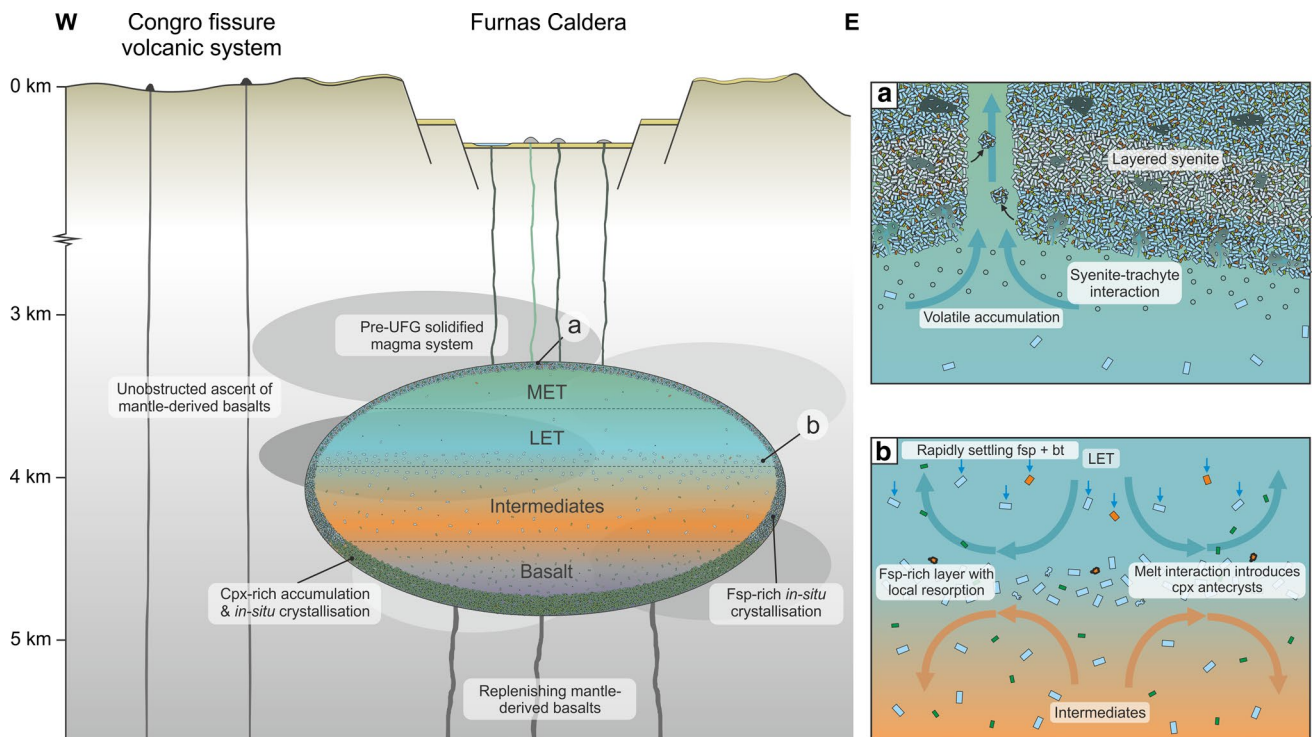 W
Congro fissure
volcanic system
Furnas Caldera
E
0 km
3 km
4 km
5 km
Pre-UFG solidified
magma system
a
Unobstructed ascent of
mantle-derived basalts
MET
LET
b
Intermediates
Basalt
Cpx-rich accumulation
& in-situ crystallisation
Fsp-rich in-situ
crystallisation
Replenishing mantle-
derived basalts
a
Layered syenite
Syenite-trachyte
interaction
Volatile accumulation
b
Rapidly settling fsp + bt
LET
Fsp-rich layer with
local resorption
Melt interaction introduces
cpx antecrysts
Intermediates